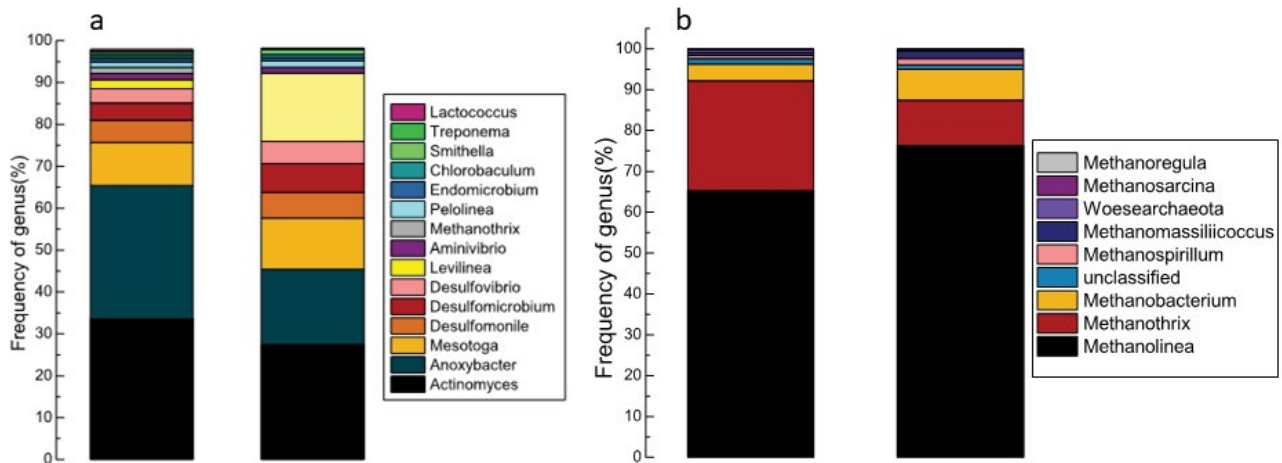 a
Frequency of genus(%)
100
90
80
70
60
50
40
30
20
10
0
Lactococcus
Treponema
Smithella
Chlorobaculum
Endomicrobium
Pelolinea
Methanothrix
Aminivibrio
Levilinea
Desulfovibrio
Desulfomicrobium
Desulfomonile
Mesotoga
Anoxybacter
Actinomyces
b
Frequency of genus(%)
100
90
80
70
60
50
40
30
20
10
0
Methanoregula
Methanosarcina
Woesearchaeota
Methanomassiliicoccus
Methanospirillum
unclassified
Methanobacterium
Methanothrix
Methanolinea